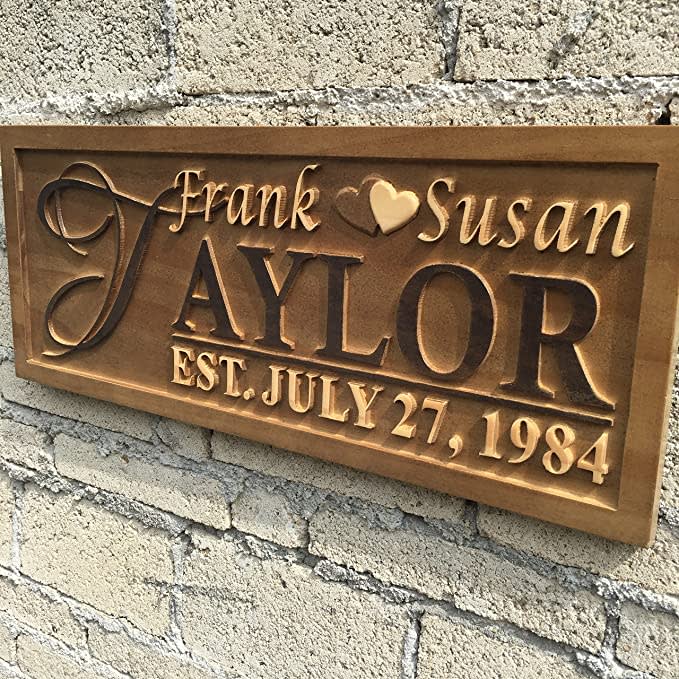 Frank Susan
TAYLOR
EST. JULY 27, 1984